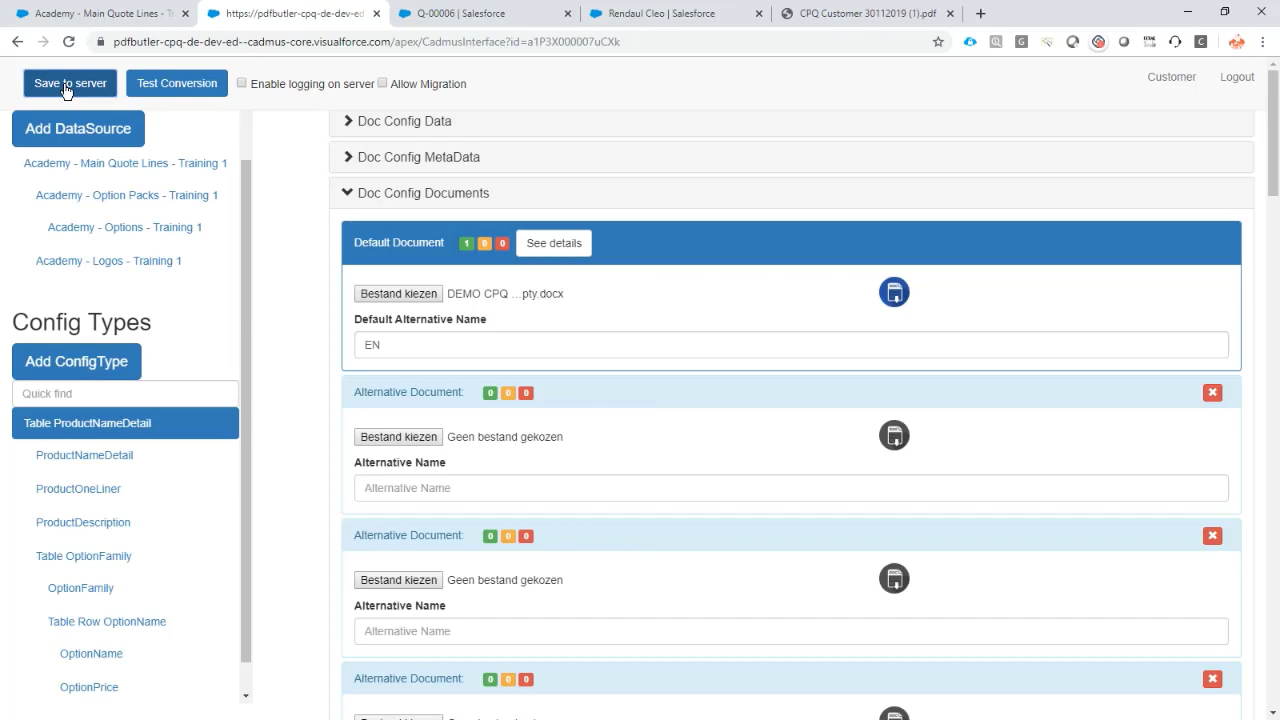 Academy - Main Quote Lines - Tr
https://pdfbutler-cpq-de-dev-ed
Q-00006 | Salesforce
Rendaul Cleo | Salesforce
CPQ Customer 30112019 (1).pdf
pdfbutler-cpq-de-dev-ed--cadmus-core.visualforce.com/apex/CadmusInterface?id=a1P3X000007uCXk
Save to server
Test Conversion
Enable logging on server
Allow Migration
Customer
Logout
Add DataSource
Academy - Main Quote Lines - Training 1
Academy - Option Packs - Training 1
Academy - Options - Training 1
Academy - Logos - Training 1
Config Types
Add ConfigType
Quick find
Table ProductNameDetail
ProductNameDetail
ProductOneLiner
ProductDescription
Table OptionFamily
OptionFamily
Table Row OptionName
OptionName
OptionPrice
Doc Config Data
Doc Config MetaData
Doc Config Documents
Default Document 1 0 0 See details
Bestand kiezen DEMO CPQ ...pty.docx
Default Alternative Name
EN
Alternative Document: 0 0 0
Bestand kiezen Geen bestand gekozen
Alternative Name
Alternative Name
Alternative Document: 0 0 0
Bestand kiezen Geen bestand gekozen
Alternative Name
Alternative Name
Alternative Document: 0 0 0